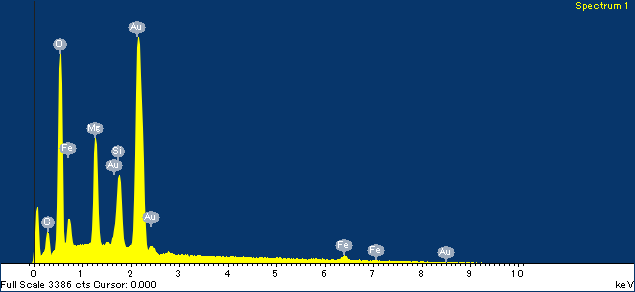 Spectrum 1
Au
O
Mg
Fe
Si
Au
C
Au
Fe
Fe
Au
0 1 2 3 4 5 6 7 8 9 10
Full Scale 3386 cts Cursor: 0.000 keV